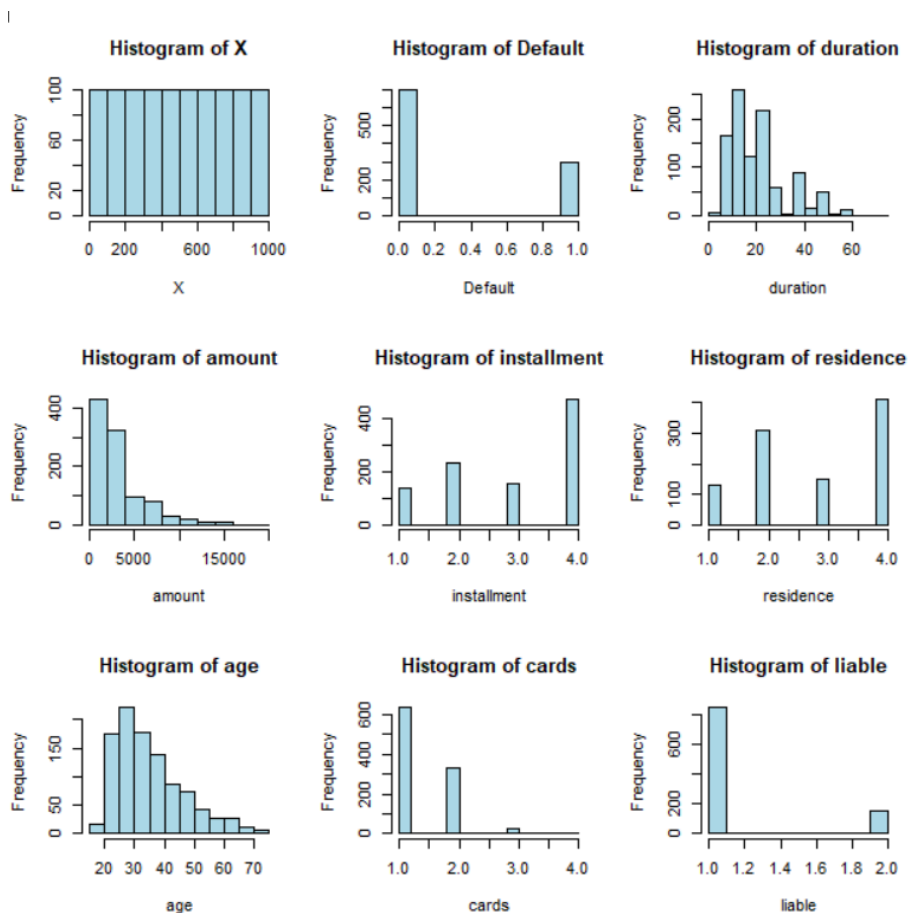 Histogram of X
Frequency
0 20 60 100
0 200 600 1000
X
Histogram of Default
Frequency
0 200 500
0.0 0.2 0.4 0.6 0.8 1.0
Default
Histogram of duration
Frequency
0 100 200
0 20 40 60
duration
Histogram of amount
Frequency
0 200 400
0 5000 15000
amount
Histogram of installment
Frequency
0 200 400
1.0 2.0 3.0 4.0
installment
Histogram of residence
Frequency
0 100 300
1.0 2.0 3.0 4.0
residence
Histogram of age
Frequency
0 50 150
20 30 40 50 60 70
age
Histogram of cards
Frequency
0 200 400 600
1.0 2.0 3.0 4.0
cards
Histogram of liable
Frequency
0 200 600
1.0 1.2 1.4 1.6 1.8 2.0
liable